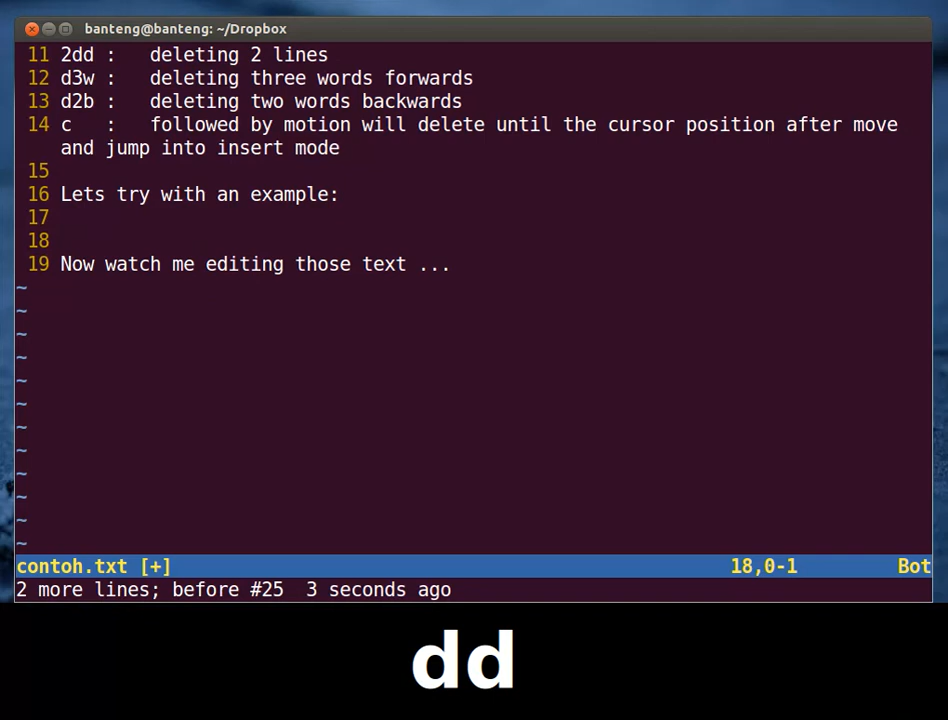 banteng@banteng: ~/Dropbox
11 2dd :   deleting 2 lines
12 d3w :   deleting three words forwards
13 d2b :   deleting two words backwards
14 c   :   followed by motion will delete until the cursor position after move
and jump into insert mode
15
16 Lets try with an example:
17
18
19 Now watch me editing those text ...
~
~
~
~
~
~
~
~
~
~
~
~
contoh.txt [+] 18,0-1 Bot
2 more lines; before #25  3 seconds ago
dd